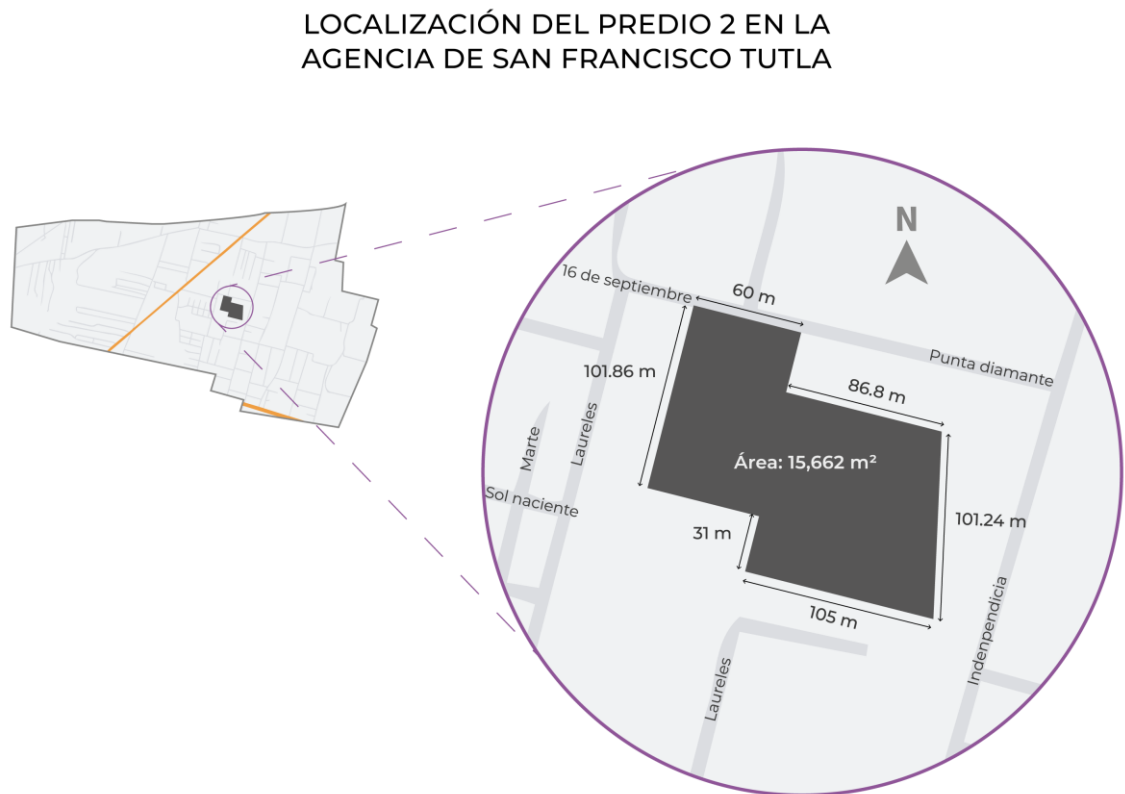 LOCALIZACIÓN DEL PREDIO 2 EN LA
AGENCIA DE SAN FRANCISCO TUTLA
N
16 de septiembre
60 m
Punta diamante
101.86 m
86.8 m
Marte
Laureles
Área: 15,662 m²
Sol naciente
31 m
101.24 m
105 m
Indenpendicia
Laureles